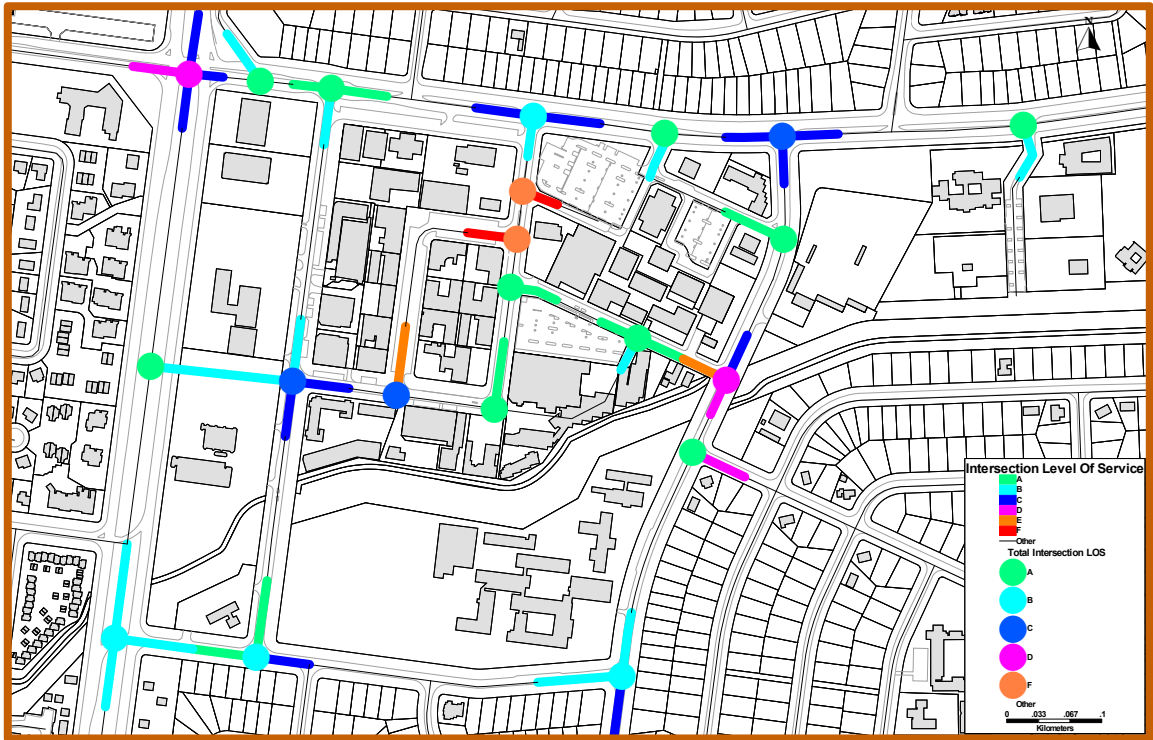 N
Intersection Level Of Service
A
B
C
D
E
F
Other
Total Intersection LOS
A
B
C
D
F
Other
0 .033 .067 .1
Kilometers